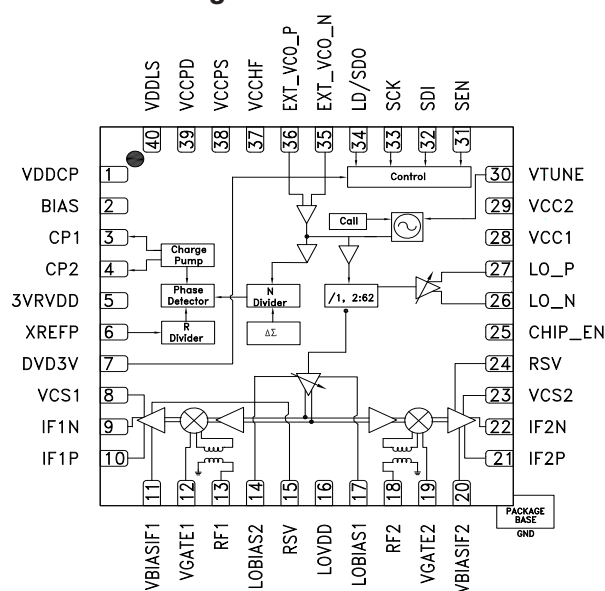 VDDLS
VCCPD
VCCPS
VCCHF
EXT_VCO_P
EXT_VCO_N
LD/SDO
SCK
SDI
SEN
40
39
38
37
36
35
34
33
32
31
VDDCP 1
BIAS 2
CP1 3
CP2 4
3VRVDD 5
XREFP 6
DVD3V 7
VCS1 8
IF1N 9
IF1P 10
Control
Call
Charge
Pump
Phase
Detector
R
Divider
N
Divider
ΔΣ
/1, 2:62
30 VTUNE
29 VCC2
28 VCC1
27 LO_P
26 LO_N
25 CHIP_EN
24 RSV
23 VCS2
22 IF2N
21 IF2P
11
12
13
14
15
16
17
18
19
20
VBIASIF1
VGATE1
RF1
LOBIAS2
RSV
LOVDD
LOBIAS1
RF2
VGATE2
VBIASIF2
PACKAGE
BASE
GND